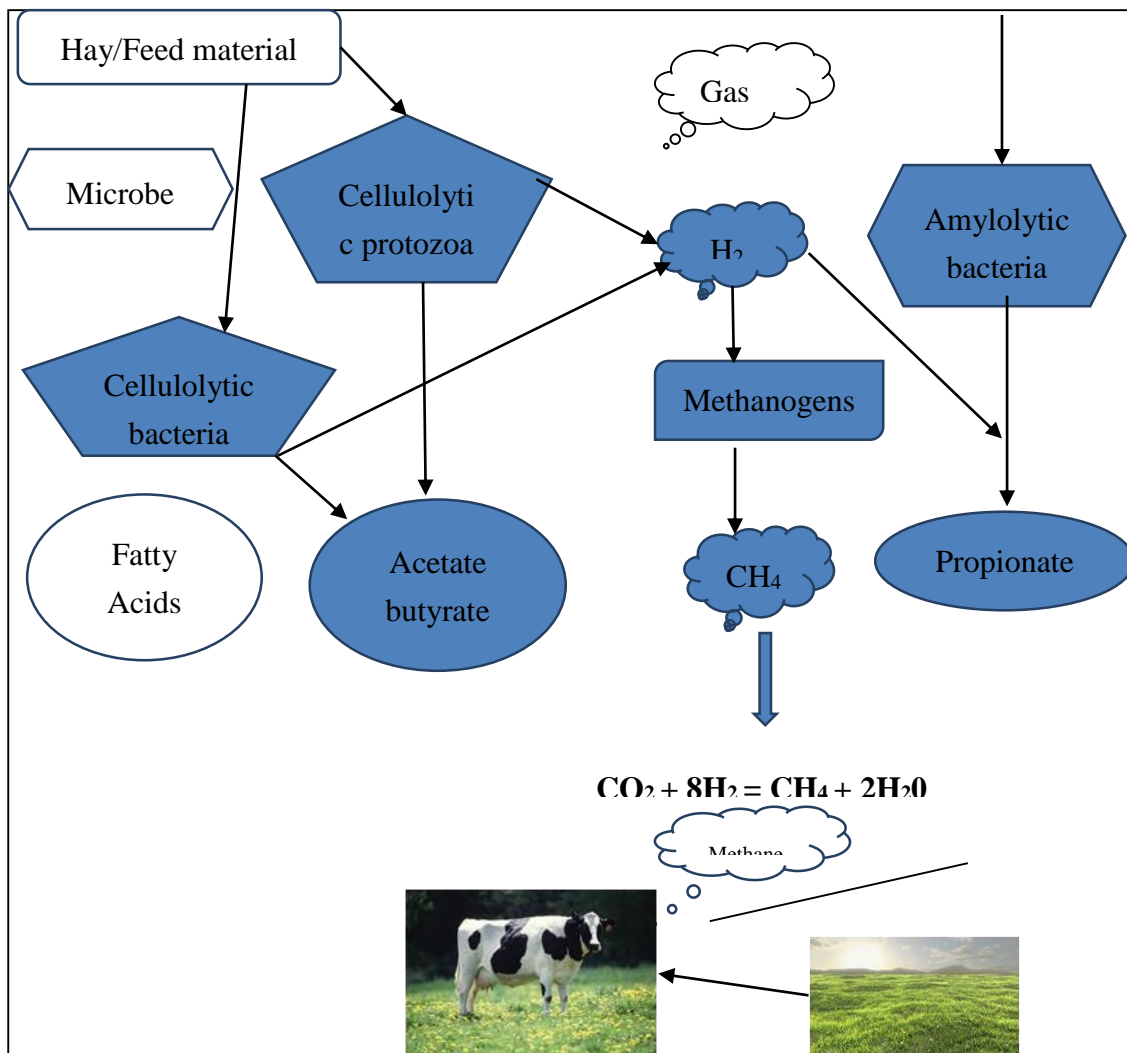 Hay/Feed material
Gas
Microbe
Cellulolyti
c protozoa
H₂
Amylolytic
bacteria
Cellulolytic
bacteria
Methanogens
Fatty
Acids
Acetate
butyrate
CH₄
Propionate
CO₂ + 8H₂ = CH₄ + 2H₂0
Methane